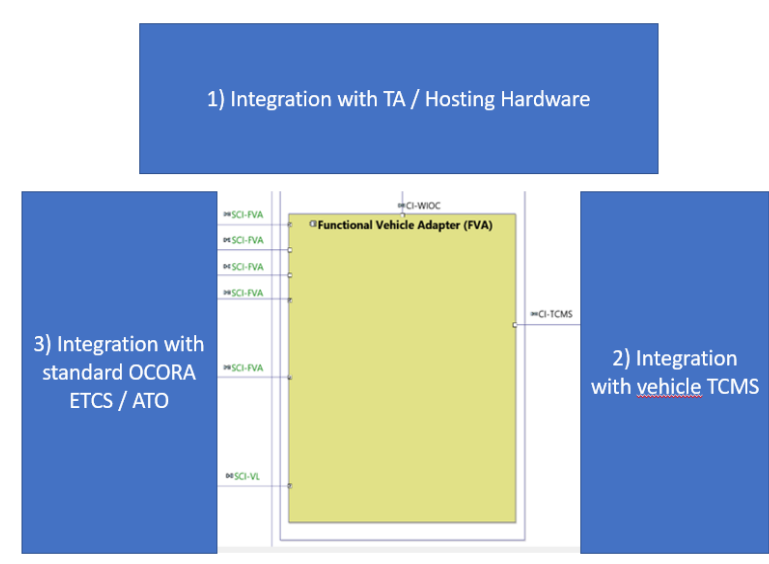 1) Integration with TA / Hosting Hardware
CI-WIOC
SCI-FVA
Functional Vehicle Adapter (FVA)
SCI-FVA
SCI-FVA
SCI-FVA
CI-TCMS
3) Integration with
standard OCORA
ETCS / ATO
2) Integration
with vehicle TCMS
SCI-FVA
SCI-VL